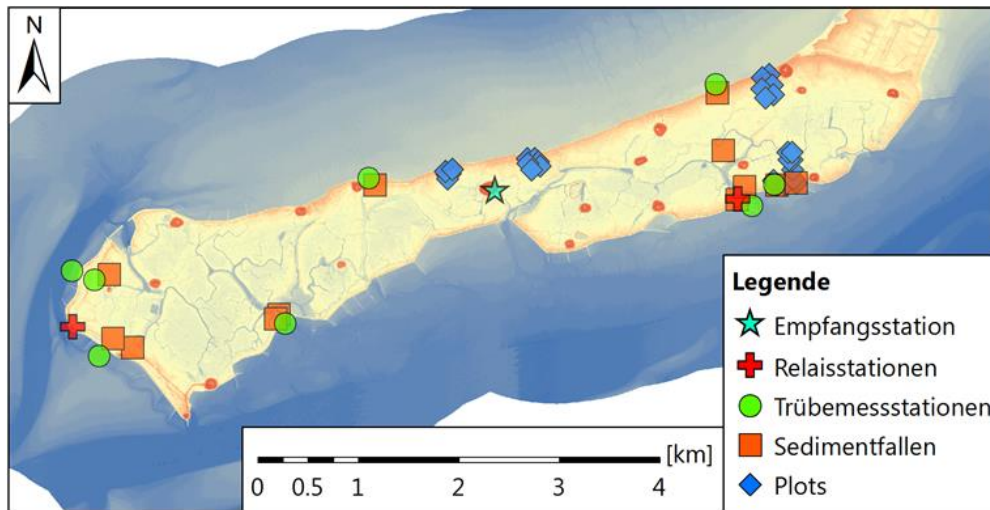 N
Legende
Empfangsstation
Relaisstationen
Trübemessstationen
Sedimentfallen
Plots
[km]
0 0.5 1 2 3 4